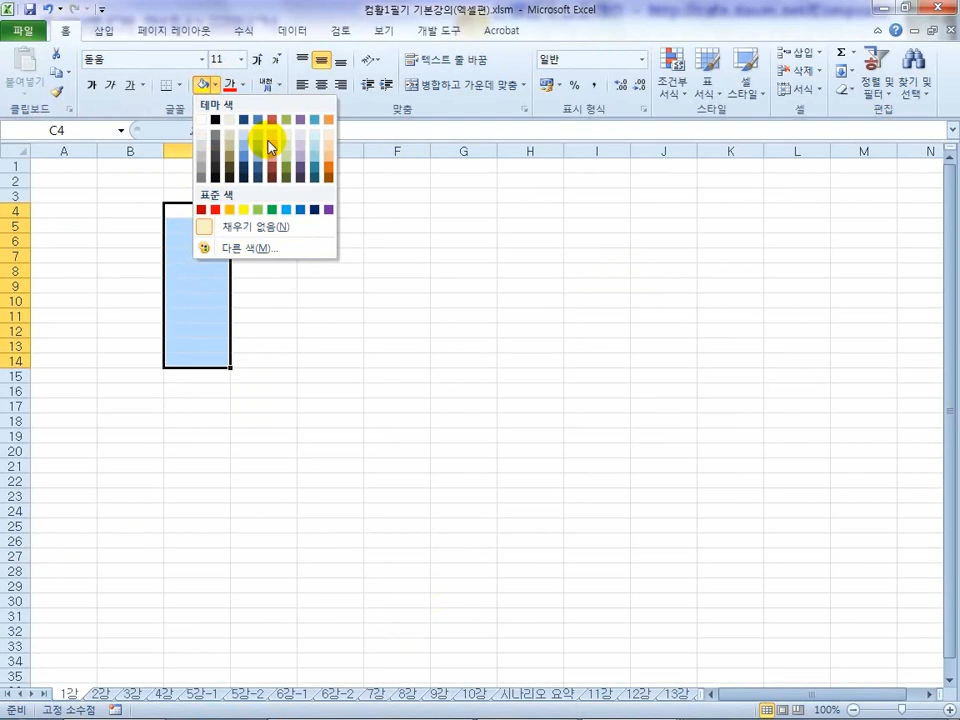 컴활1필기 기본강의(엑셀편).xlsm - Microsoft Excel
파일 홈 삽입 페이지 레이아웃 수식 데이터 검토 보기 개발 도구 Acrobat
돋움 11 텍스트 줄 바꿈 일반 삽입
붙여넣기 가 가 가 가 내천 병합하고 가운데 맞춤 조건부 서식 표 서식 셀 스타일 삭제 서식 정렬 및 필터 찾기 및 선택
클립보드 글꼴 맞춤 표시 형식 스타일 셀 편집
C4
테마 색
표준 색
채우기 없음(N)
다른 색(M)...
A B F G H I J K L M N
1
2
3
4
5
6
7
8
9
10
11
12
13
14
15
16
17
18
19
20
21
22
23
24
25
26
27
28
29
30
31
32
33
34
35
1강 2강 3강 4강 5강-1 5강-2 6강-1 6강-2 7강 8강 9강 10강 시나리오 요약 11강 12강 13강
준비 고정 소수점 100%